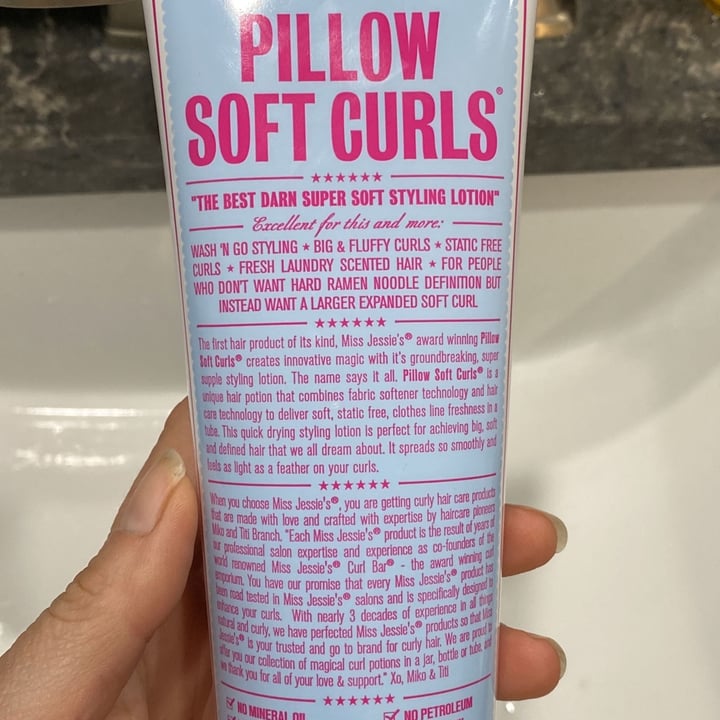 PILLOW
SOFT CURLS®
"THE BEST DARN SUPER SOFT STYLING LOTION"
Excellent for this and more:
WASH 'N GO STYLING ★ BIG & FLUFFY CURLS ★ STATIC FREE
CURLS ★ FRESH LAUNDRY SCENTED HAIR ★ FOR PEOPLE
WHO DON'T WANT HARD RAMEN NOODLE DEFINITION BUT
INSTEAD WANT A LARGER EXPANDED SOFT CURL
The first hair product of its kind, Miss Jessie's® award winning Pillow
Soft Curls® creates innovative magic with it's groundbreaking, super
supple styling lotion. The name says it all. Pillow Soft Curls® is a
unique hair potion that combines fabric softener technology and hair
care technology to deliver soft, static free, clothes line freshness in a
tube. This quick drying styling lotion is perfect for achieving big, soft
and defined hair that we all dream about. It spreads so smoothly and
feels as light as a feather on your curls.
When you choose Miss Jessie's®, you are getting curly hair care products
that are made with love and crafted with expertise by haircare pioneers
Miko and Titi Branch. "Each Miss Jessie's® product is the result of years of
our professional salon expertise and experience as co-founders of the
world renowned Miss Jessie's® Curl Bar® - the award winning curl
emporium. You have our promise that every Miss Jessie's® product has
been road tested in Miss Jessie's® salons and is specifically designed to
enhance your curls. With nearly 3 decades of experience in all things
natural and curly, we have perfected Miss Jessie's® products so that Miss
Jessie's® is your trusted and go to brand for curly hair. We are proud to
offer you our collection of magical curl potions in a jar, bottle or tube, and
we thank you for all of your love & support." Xo, Miko & Titi
NO MINERAL OIL
NO PETROLEUM